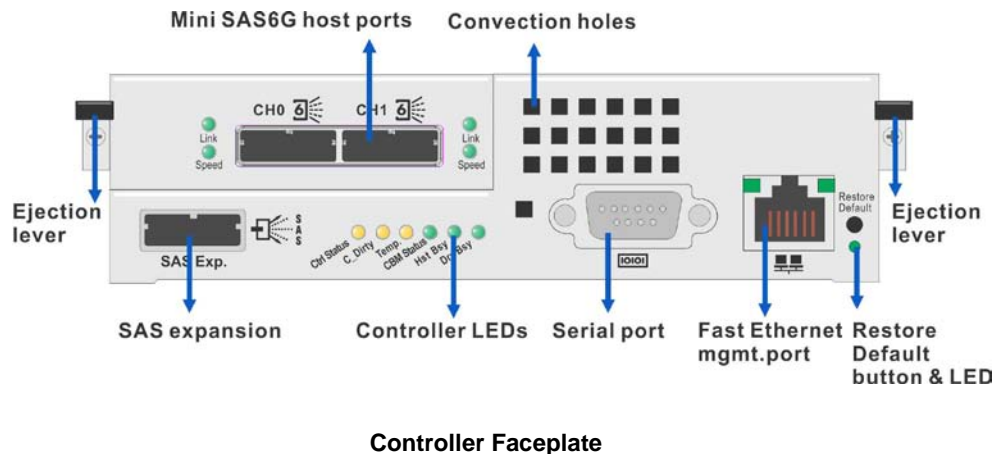 Mini SAS6G host ports
Convection holes
CH0 6
CH1 6
Link
Speed
Link
Speed
Restore
Default
Ejection
lever
Ejection
lever
SAS
SAS Exp.
Ctrl Status
C_Dirty
Temp.
CBM Status
Hst Bsy
Drv Bsy
IOIOI
SAS expansion
Controller LEDs
Serial port
Fast Ethernet
mgmt.port
Restore
Default
button & LED
Controller Faceplate